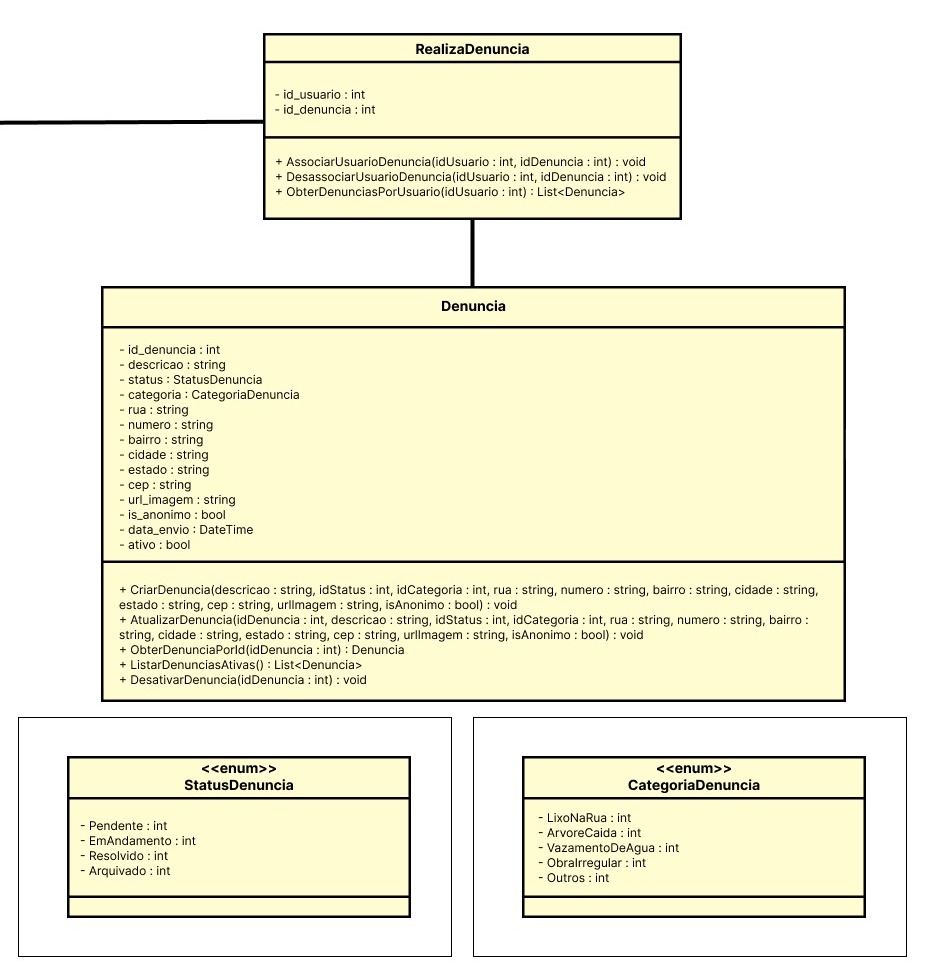 RealizaDenuncia
- id_usuario : int
- id_denuncia : int
+ AssociarUsuarioDenuncia(idUsuario : int, idDenuncia : int) : void
+ DesassociarUsuarioDenuncia(idUsuario : int, idDenuncia : int) : void
+ ObterDenunciasPorUsuario(idUsuario : int) : List<Denuncia>
Denuncia
- id_denuncia : int
- descricao : string
- status : StatusDenuncia
- categoria : CategoriaDenuncia
- rua : string
- numero : string
- bairro : string
- cidade : string
- estado : string
- cep : string
- url_imagem : string
- is_anonimo : bool
- data_envio : DateTime
- ativo : bool
+ CriarDenuncia(descricao : string, idStatus : int, idCategoria : int, rua : string, numero : string, bairro : string, cidade : string,
estado : string, cep : string, urlImagem : string, isAnonimo : bool) : void
+ AtualizarDenuncia(idDenuncia : int, descricao : string, idStatus : int, idCategoria : int, rua : string, numero : string, bairro :
string, cidade : string, estado : string, cep : string, urlImagem : string, isAnonimo : bool) : void
+ ObterDenunciaPorId(idDenuncia : int) : Denuncia
+ ListarDenunciasAtivas() : List<Denuncia>
+ DesativarDenuncia(idDenuncia : int) : void
<<enum>>
StatusDenuncia
- Pendente : int
- EmAndamento : int
- Resolvido : int
- Arquivado : int
<<enum>>
CategoriaDenuncia
- LixoNaRua : int
- ArvoreCaida : int
- VazamentoDeAgua : int
- ObraIrregular : int
- Outros : int